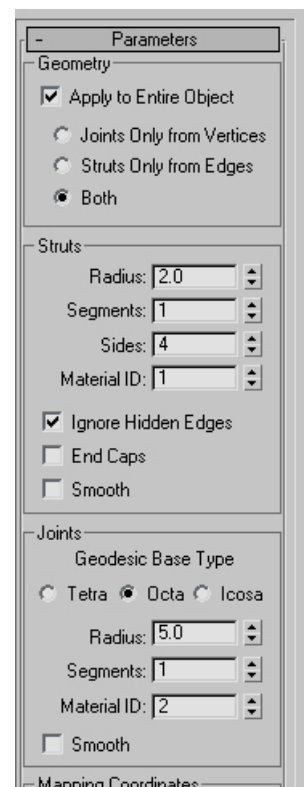 - Parameters
Geometry
Apply to Entire Object
Joints Only from Vertices
Struts Only from Edges
Both
Struts
Radius: 2.0
Segments: 1
Sides: 4
Material ID: 1
Ignore Hidden Edges
End Caps
Smooth
Joints
Geodesic Base Type
Tetra Octa Icosa
Radius: 5.0
Segments: 1
Material ID: 2
Smooth
Mapping Coordinates